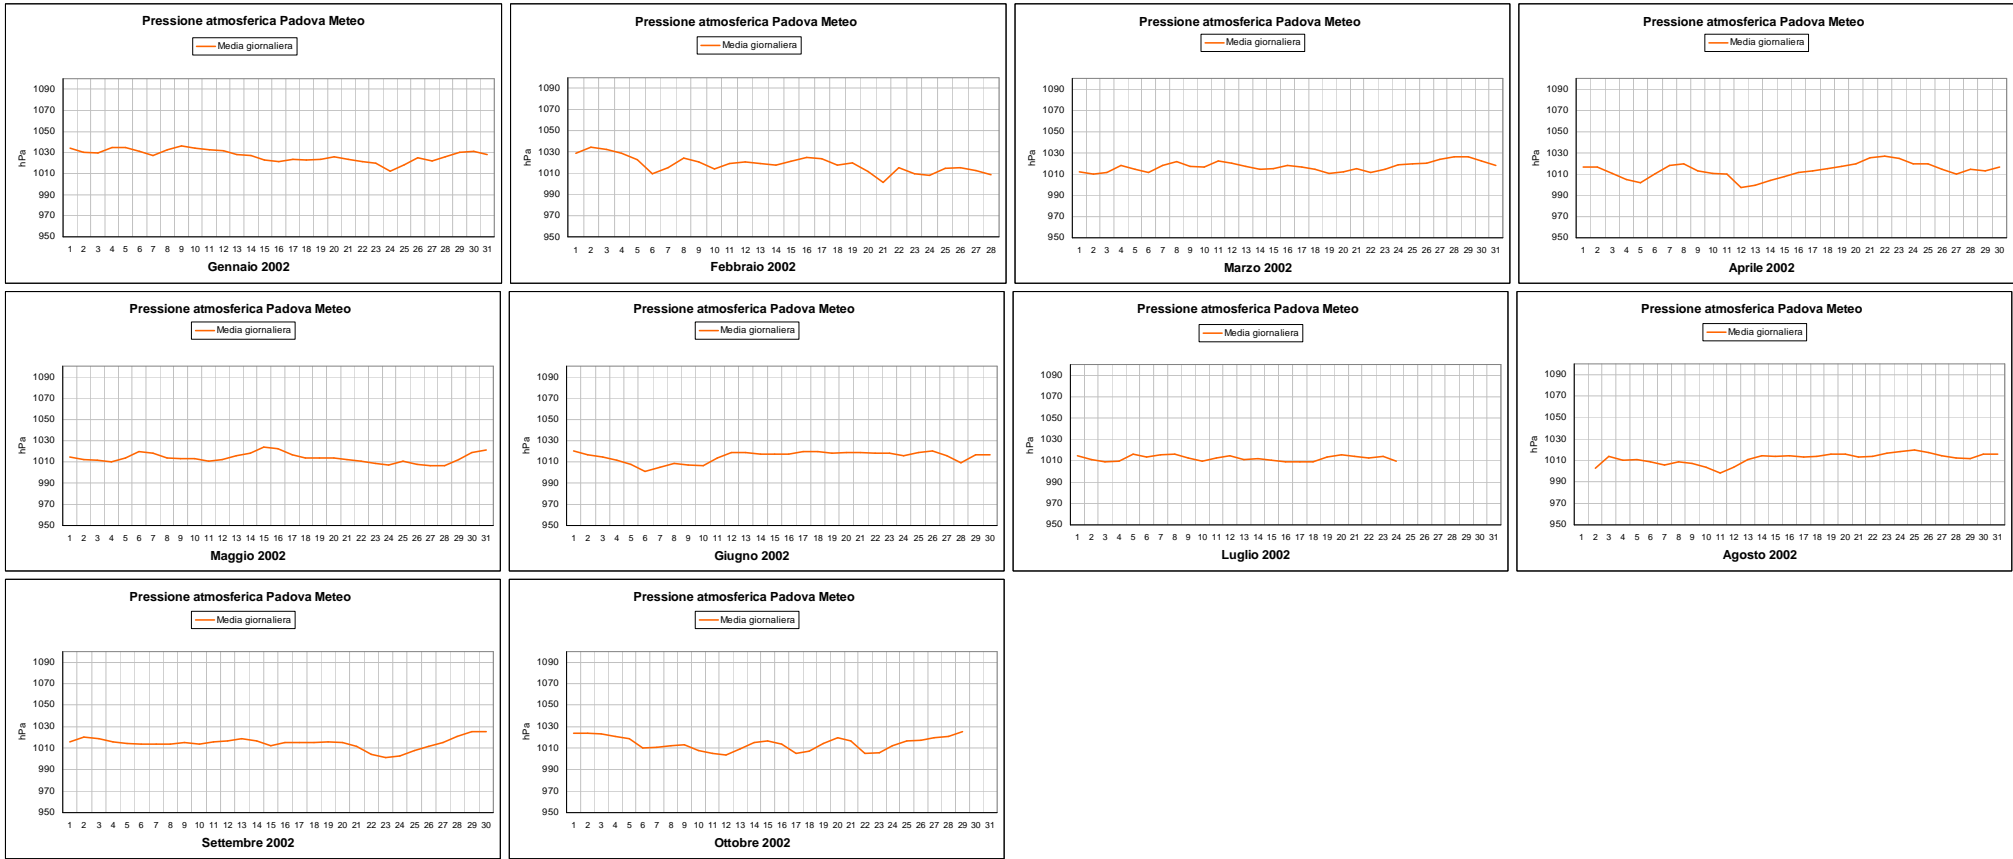 Pressione atmosferica Padova Meteo
Media giornaliera
hPa
1090
1070
1050
1030
1010
990
970
950
1 2 3 4 5 6 7 8 9 10 11 12 13 14 15 16 17 18 19 20 21 22 23 24 25 26 27 28 29 30 31
Gennaio 2002
Pressione atmosferica Padova Meteo
Media giornaliera
hPa
1090
1070
1050
1030
1010
990
970
950
1 2 3 4 5 6 7 8 9 10 11 12 13 14 15 16 17 18 19 20 21 22 23 24 25 26 27 28
Febbraio 2002
Pressione atmosferica Padova Meteo
Media giornaliera
hPa
1090
1070
1050
1030
1010
990
970
950
1 2 3 4 5 6 7 8 9 10 11 12 13 14 15 16 17 18 19 20 21 22 23 24 25 26 27 28 29 30 31
Marzo 2002
Pressione atmosferica Padova Meteo
Media giornaliera
hPa
1090
1070
1050
1030
1010
990
970
950
1 2 3 4 5 6 7 8 9 10 11 12 13 14 15 16 17 18 19 20 21 22 23 24 25 26 27 28 29 30
Aprile 2002
Pressione atmosferica Padova Meteo
Media giornaliera
hPa
1090
1070
1050
1030
1010
990
970
950
1 2 3 4 5 6 7 8 9 10 11 12 13 14 15 16 17 18 19 20 21 22 23 24 25 26 27 28 29 30 31
Maggio 2002
Pressione atmosferica Padova Meteo
Media giornaliera
hPa
1090
1070
1050
1030
1010
990
970
950
1 2 3 4 5 6 7 8 9 10 11 12 13 14 15 16 17 18 19 20 21 22 23 24 25 26 27 28 29 30
Giugno 2002
Pressione atmosferica Padova Meteo
Media giornaliera
hPa
1090
1070
1050
1030
1010
990
970
950
1 2 3 4 5 6 7 8 9 10 11 12 13 14 15 16 17 18 19 20 21 22 23 24 25 26 27 28 29 30 31
Luglio 2002
Pressione atmosferica Padova Meteo
Media giornaliera
hPa
1090
1070
1050
1030
1010
990
970
950
1 2 3 4 5 6 7 8 9 10 11 12 13 14 15 16 17 18 19 20 21 22 23 24 25 26 27 28 29 30 31
Agosto 2002
Pressione atmosferica Padova Meteo
Media giornaliera
hPa
1090
1070
1050
1030
1010
990
970
950
1 2 3 4 5 6 7 8 9 10 11 12 13 14 15 16 17 18 19 20 21 22 23 24 25 26 27 28 29 30
Settembre 2002
Pressione atmosferica Padova Meteo
Media giornaliera
hPa
1090
1070
1050
1030
1010
990
970
950
1 2 3 4 5 6 7 8 9 10 11 12 13 14 15 16 17 18 19 20 21 22 23 24 25 26 27 28 29 30 31
Ottobre 2002